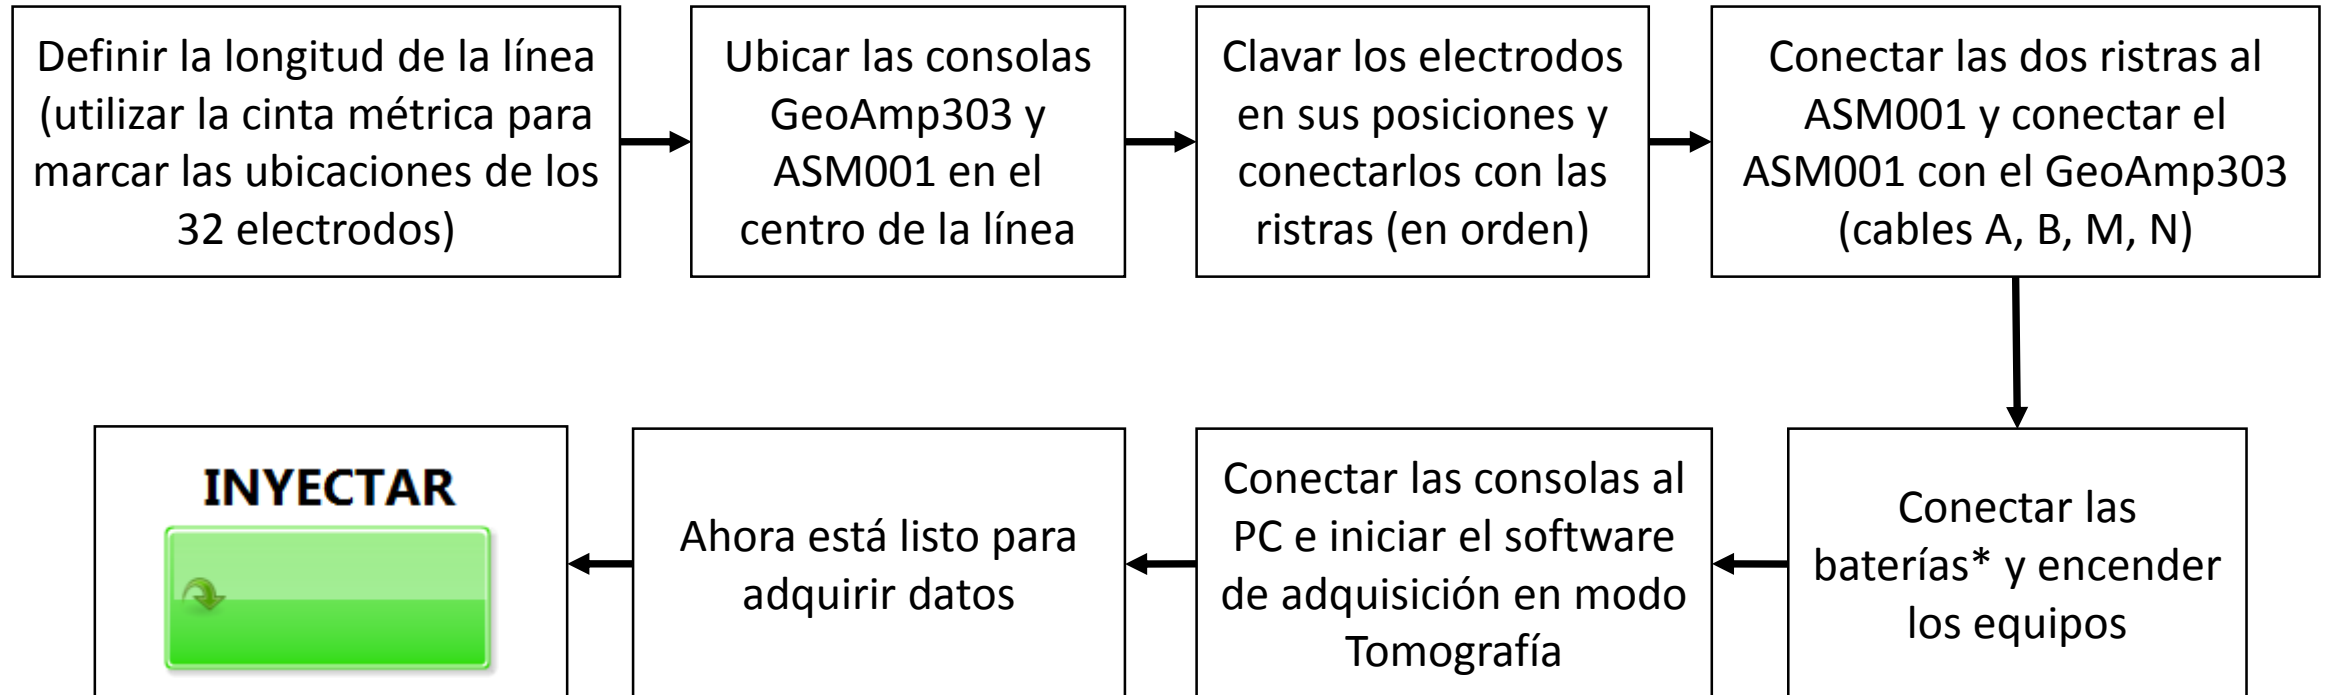 Definir la longitud de la línea
(utilizar la cinta métrica para
marcar las ubicaciones de los
32 electrodos)
Ubicar las consolas
GeoAmp303 y
ASM001 en el
centro de la línea
Clavar los electrodos
en sus posiciones y
conectarlos con las
ristras (en orden)
Conectar las dos ristras al
ASM001 y conectar el
ASM001 con el GeoAmp303
(cables A, B, M, N)
Conectar las
baterías* y encender
los equipos
Conectar las consolas al
PC e iniciar el software
de adquisición en modo
Tomografía
Ahora está listo para
adquirir datos
INYECTAR